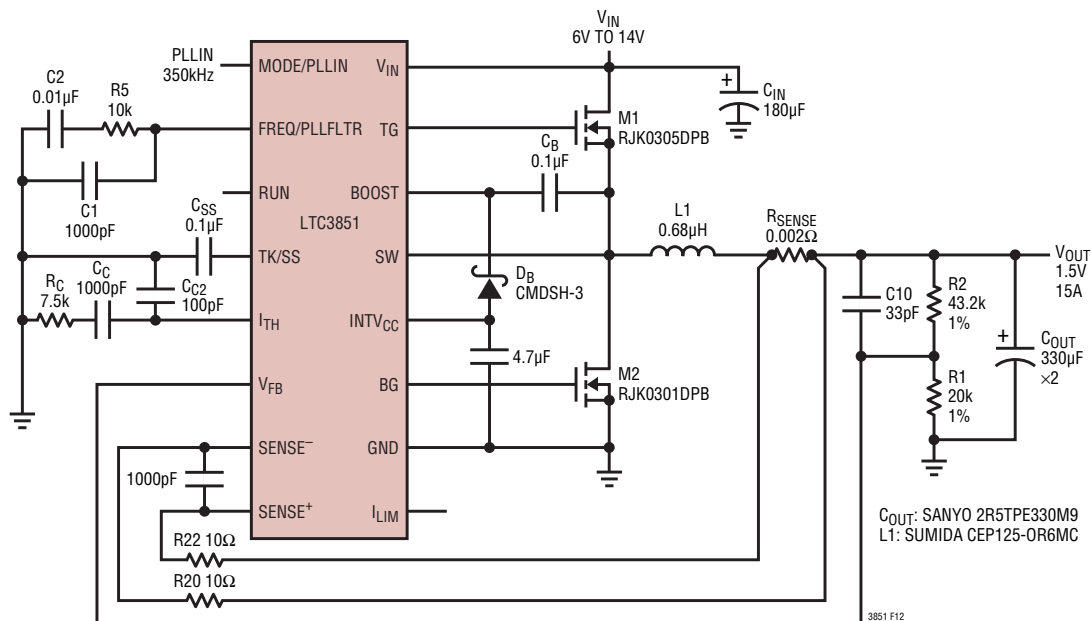 V_IN
6V TO 14V
PLLIN
350kHz
MODE/PLLIN
V_IN
+
C_IN
180µF
C2
0.01µF
R5
10k
FREQ/PLLFLTR
TG
M1
RJK0305DPB
C1
1000pF
C_B
0.1µF
RUN
BOOST
LTC3851
C_SS
0.1µF
TK/SS
SW
L1
0.68µH
R_SENSE
0.002Ω
V_OUT
1.5V
15A
C_C
1000pF
R_C
7.5k
C_C2
100pF
D_B
CMDSH-3
C10
33pF
R2
43.2k
1%
I_TH
INTV_CC
4.7µF
+
C_OUT
330µF
×2
V_FB
BG
M2
RJK0301DPB
R1
20k
1%
SENSE⁻
GND
1000pF
SENSE⁺
I_LIM
C_OUT: SANYO 2R5TPE330M9
L1: SUMIDA CEP125-OR6MC
R22 10Ω
R20 10Ω
3851 F12